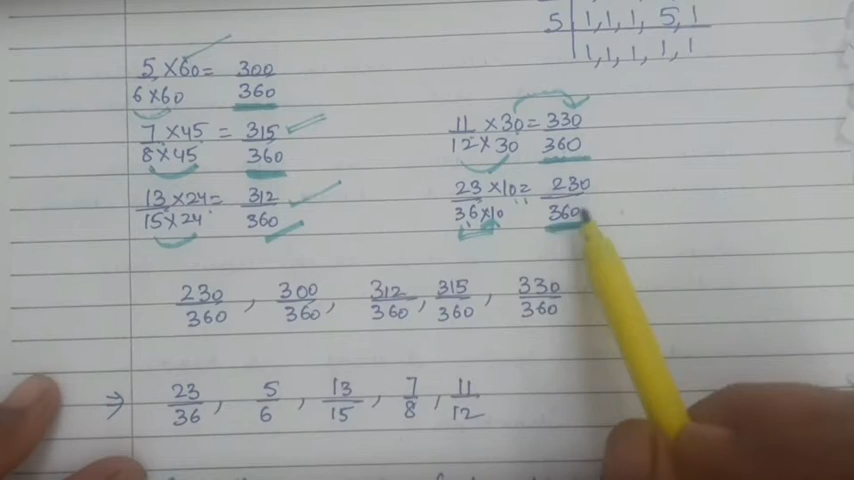 5 | 1, 1, 1, 5, 1
1, 1, 1, 1, 1
5 × 60 = 300
6 × 60 360
7 × 45 = 315
8 × 45 360
13 × 24 = 312
15 × 24 360
11 × 30 = 330
12 × 30 360
23 × 10 = 230
36 × 10 360
230/360, 300/360, 312/360, 315/360, 330/360
⇒ 23/36, 5/6, 13/15, 7/8, 11/12